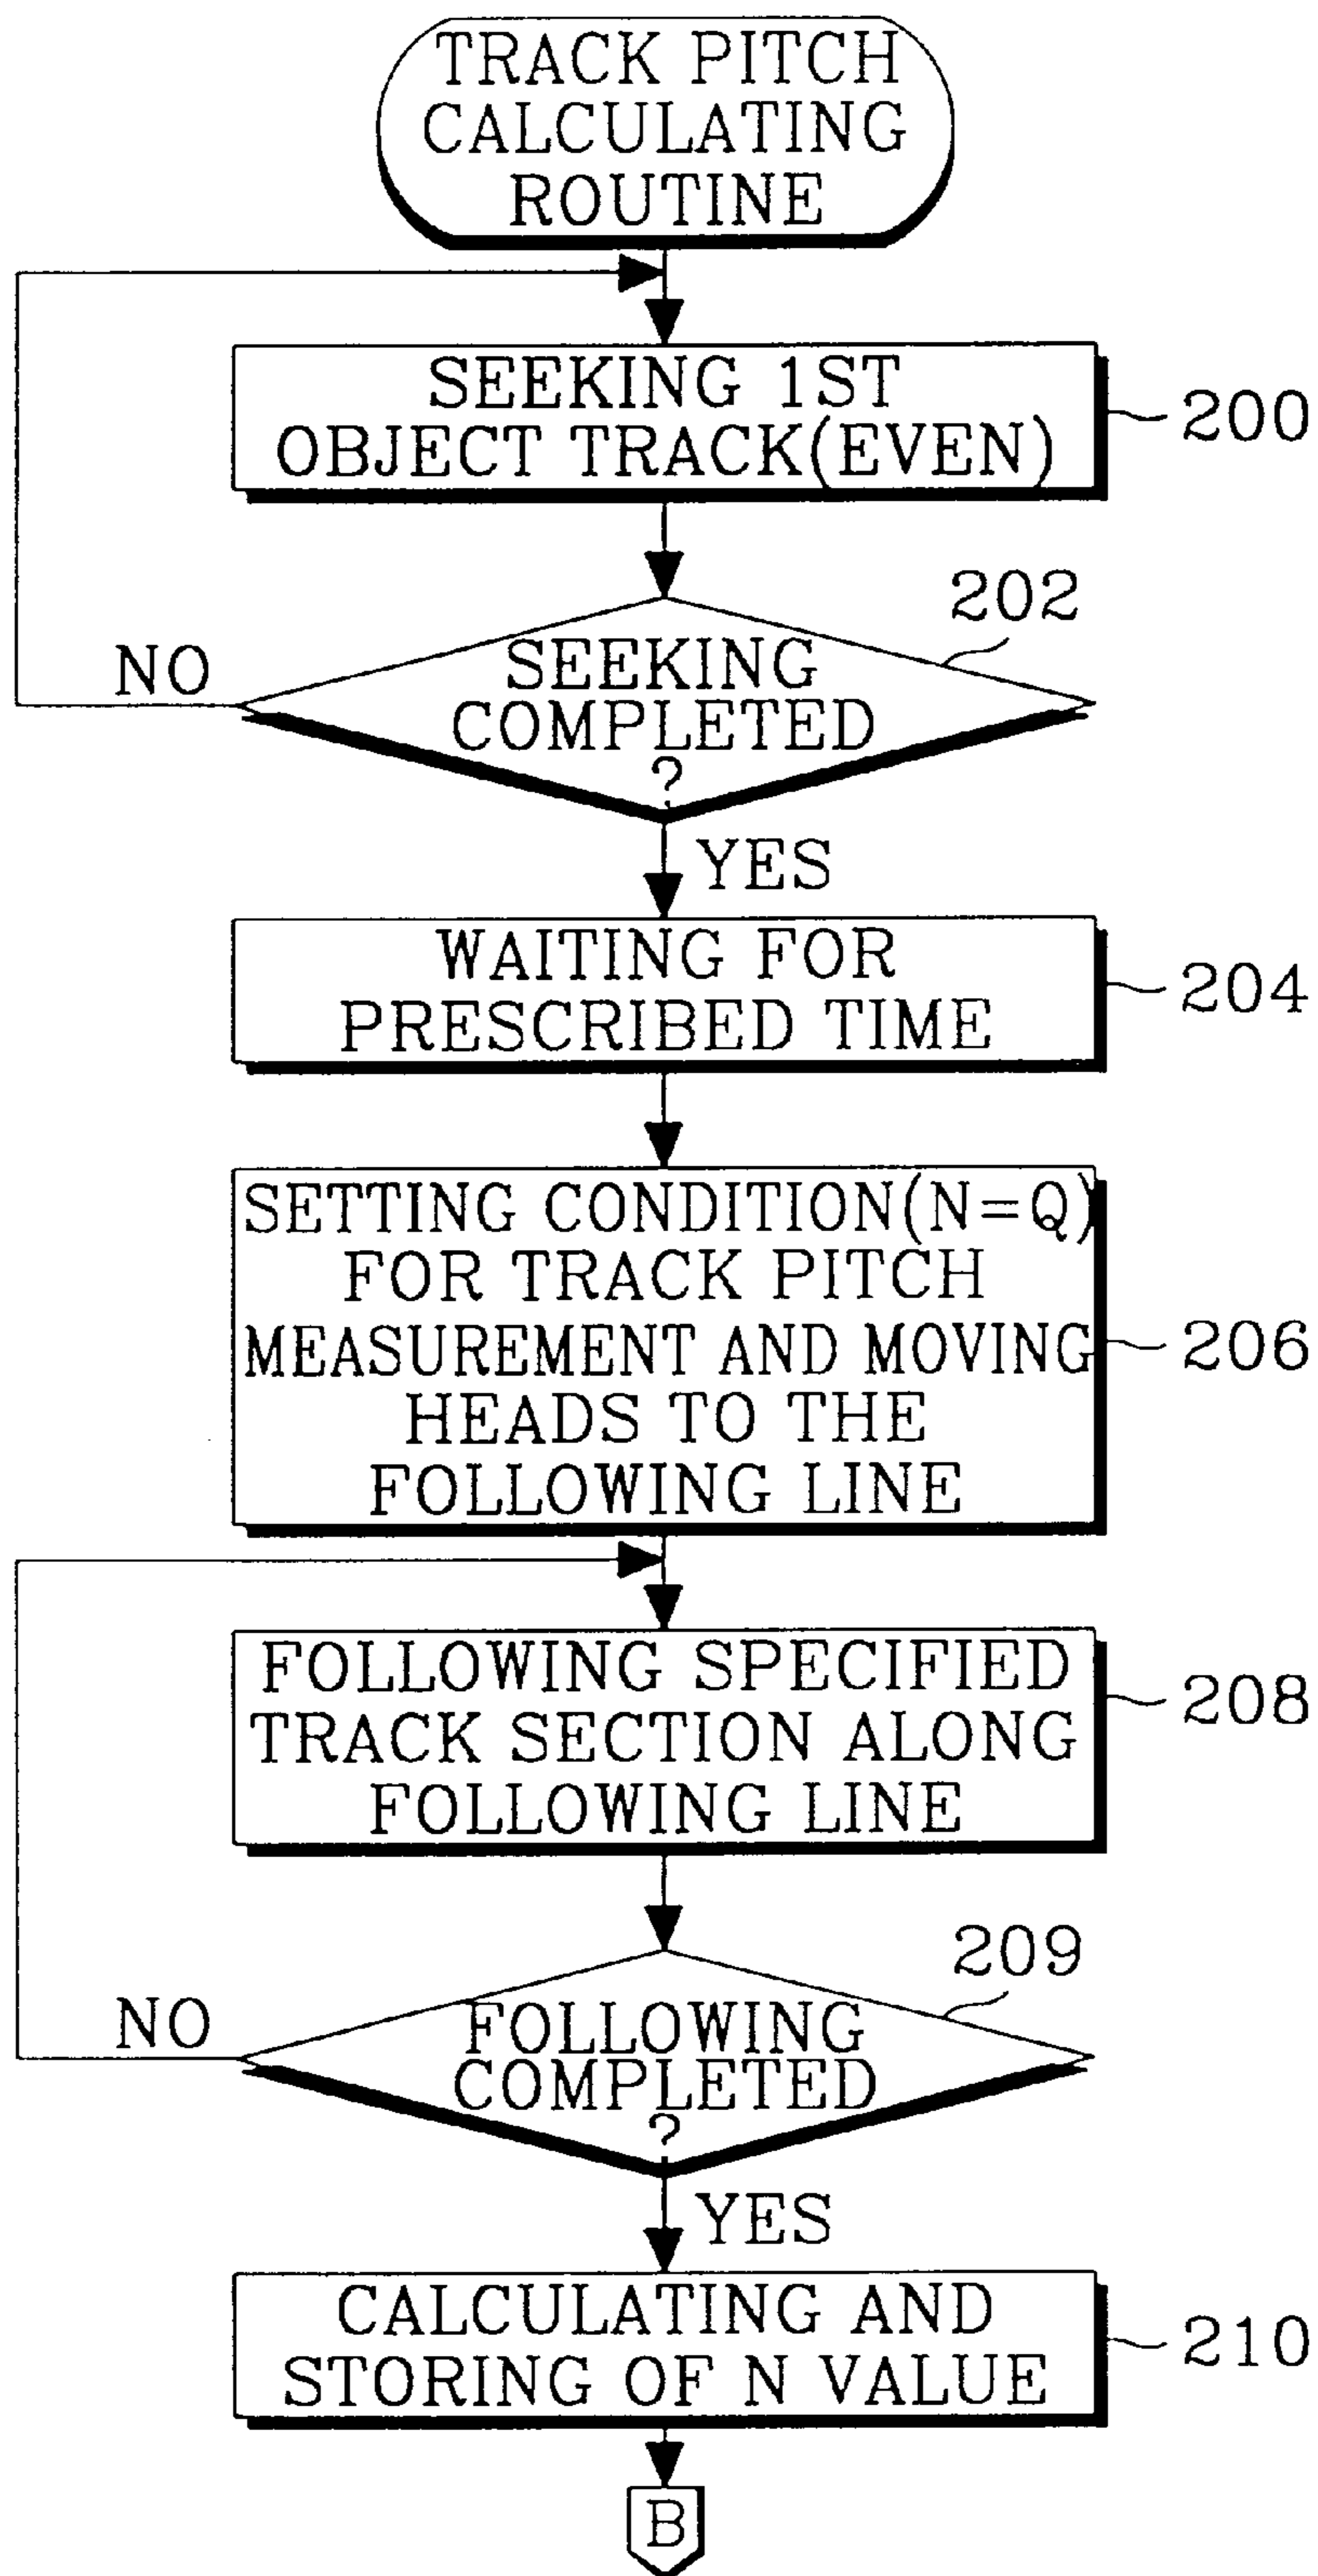 TRACK PITCH
CALCULATING
ROUTINE
SEEKING 1ST
OBJECT TRACK(EVEN)
200
202
NO
SEEKING
COMPLETED
?
YES
WAITING FOR
PRESCRIBED TIME
204
SETTING CONDITION(N=Q)
FOR TRACK PITCH
MEASUREMENT AND MOVING
HEADS TO THE
FOLLOWING LINE
206
FOLLOWING SPECIFIED
TRACK SECTION ALONG
FOLLOWING LINE
208
209
NO
FOLLOWING
COMPLETED
?
YES
CALCULATING AND
STORING OF N VALUE
210
B